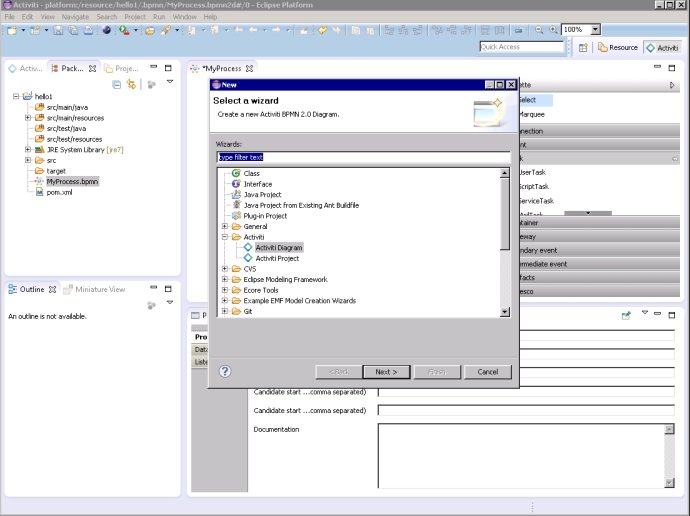 Activiti - platform:/resource/hello1/.bpmn/MyProcess.bpmn2d#/0 - Eclipse Platform
File Edit Navigate Search Project Run Window Help
100%
Quick Access
Resource
Activiti
Activ...
Pack...
Proje...
*MyProcess
hello1
src/main/java
src/main/resources
src/test/java
src/test/resources
JRE System Library [jre7]
src
target
MyProcess.bpmn
pom.xml
New
Select a wizard
Create a new Activiti BPMN 2.0 Diagram.
Wizards:
type filter text
Class
Interface
Java Project
Java Project from Existing Ant Buildfile
Plug-in Project
General
Activiti
Activiti Diagram
Activiti Project
CVS
Eclipse Modeling Framework
Ecore Tools
Example EMF Model Creation Wizards
Git
< Back
Next >
Finish
Cancel
ette
Select
Marquee
nnection
ent
sk
UserTask
ScriptTask
ServiceTask
ntainer
teway
undary event
ermediate event
facts
esco
Outline
Miniature View
An outline is not available.
P
Pro
Data
Liste
Candidate start ...comma separated)
Candidate start ...comma separated)
Documentation